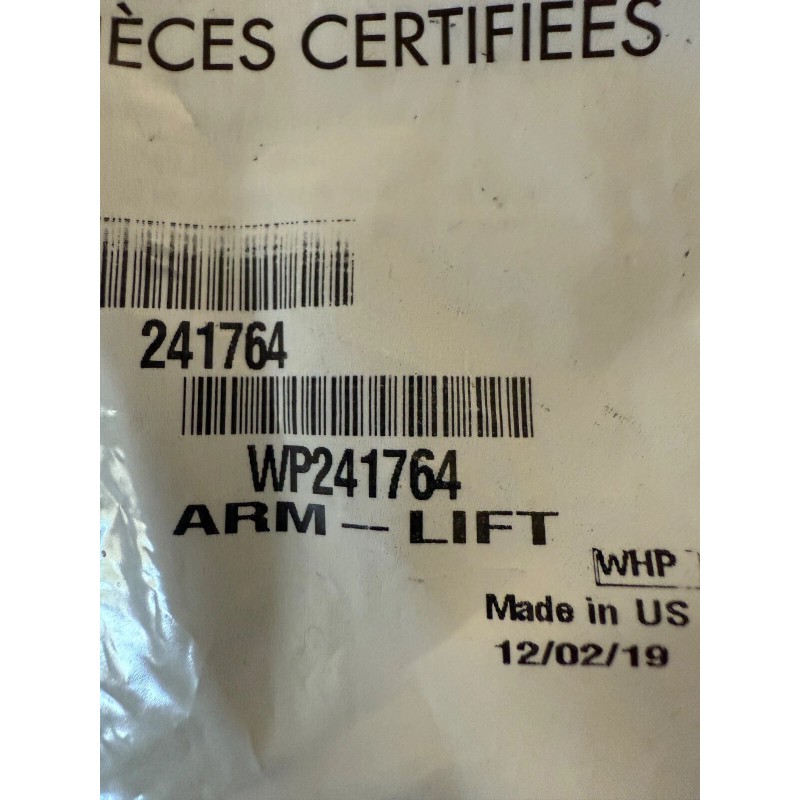 ÈCES CERTIFIEES
241764
WP241764
ARM -- LIFT
WHP
Made in US
12/02/19